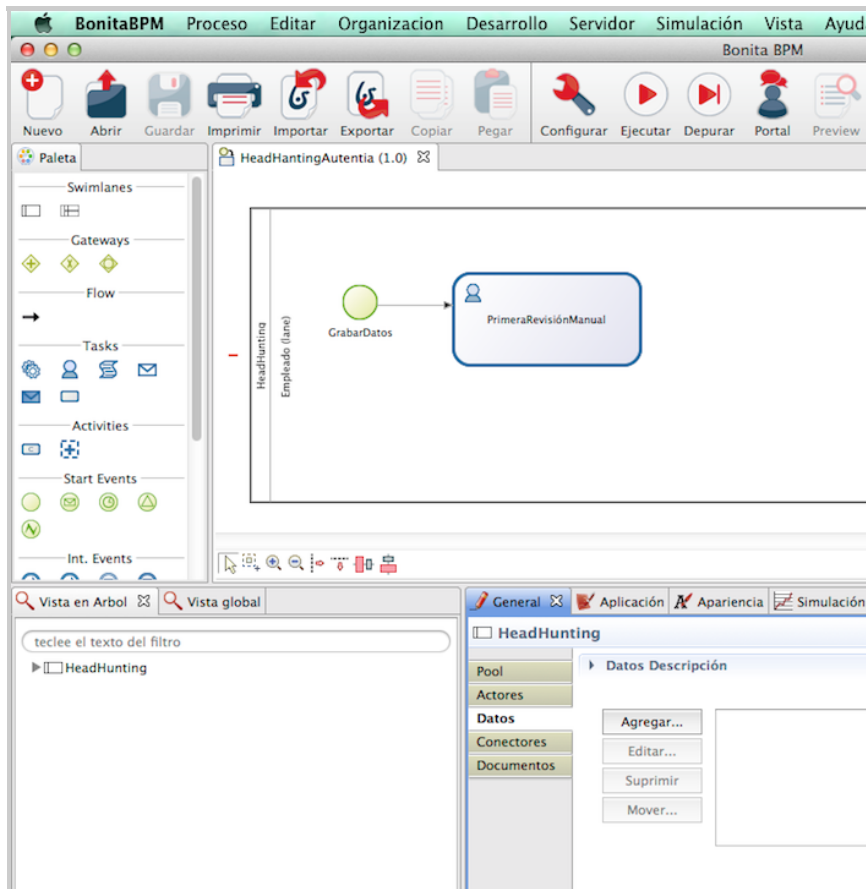 BonitaBPM Proceso Editar Organizacion Desarrollo Servidor Simulación Vista Ayud
Bonita BPM
Nuevo Abrir Guardar Imprimir Importar Exportar Copiar Pegar Configurar Ejecutar Depurar Portal Preview
Paleta
HeadHantingAutentia (1.0)
Swimlanes
Gateways
Flow
Tasks
Activities
Start Events
Int. Events
HeadHunting
Empleado (lane)
GrabarDatos
PrimeraRevisiónManual
Vista en Arbol Vista global
teclee el texto del filtro
HeadHunting
General Aplicación Apariencia Simulación
HeadHunting
Pool
Actores
Datos
Conectores
Documentos
Datos Descripción
Agregar...
Editar...
Suprimir
Mover...